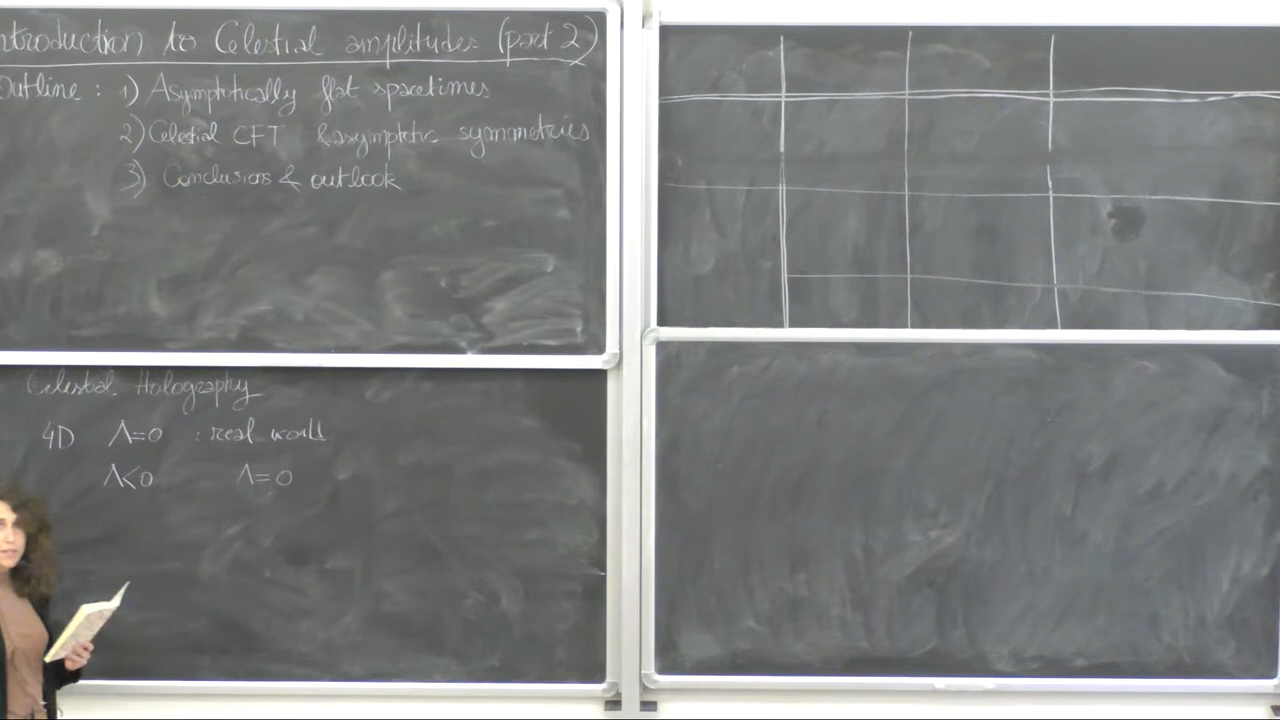 ntroduction to Celestial amplitudes (part 2)
Outline : 1) Asymptotically flat spacetimes
2) Celestial CFT & asymptotic symmetries
3) Conclusions & outlook
Celestial Holography
4D Λ=0 : real world
Λ<0 Λ=0